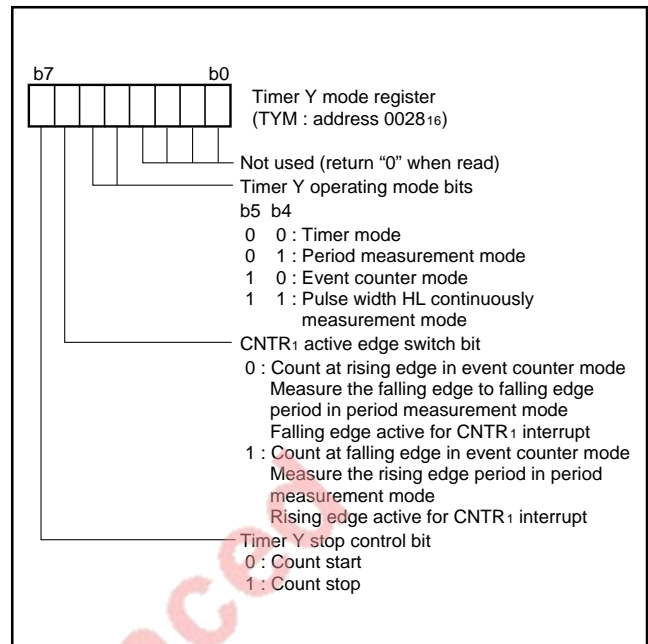 b7 b0
Timer Y mode register
(TYM : address 002816)
Not used (return “0” when read)
Timer Y operating mode bits
b5 b4
0 0 : Timer mode
0 1 : Period measurement mode
1 0 : Event counter mode
1 1 : Pulse width HL continuously
measurement mode
CNTR1 active edge switch bit
0 : Count at rising edge in event counter mode
Measure the falling edge to falling edge
period in period measurement mode
Falling edge active for CNTR1 interrupt
1 : Count at falling edge in event counter mode
Measure the rising edge period in period
measurement mode
Rising edge active for CNTR1 interrupt
Timer Y stop control bit
0 : Count start
1 : Count stop
nced